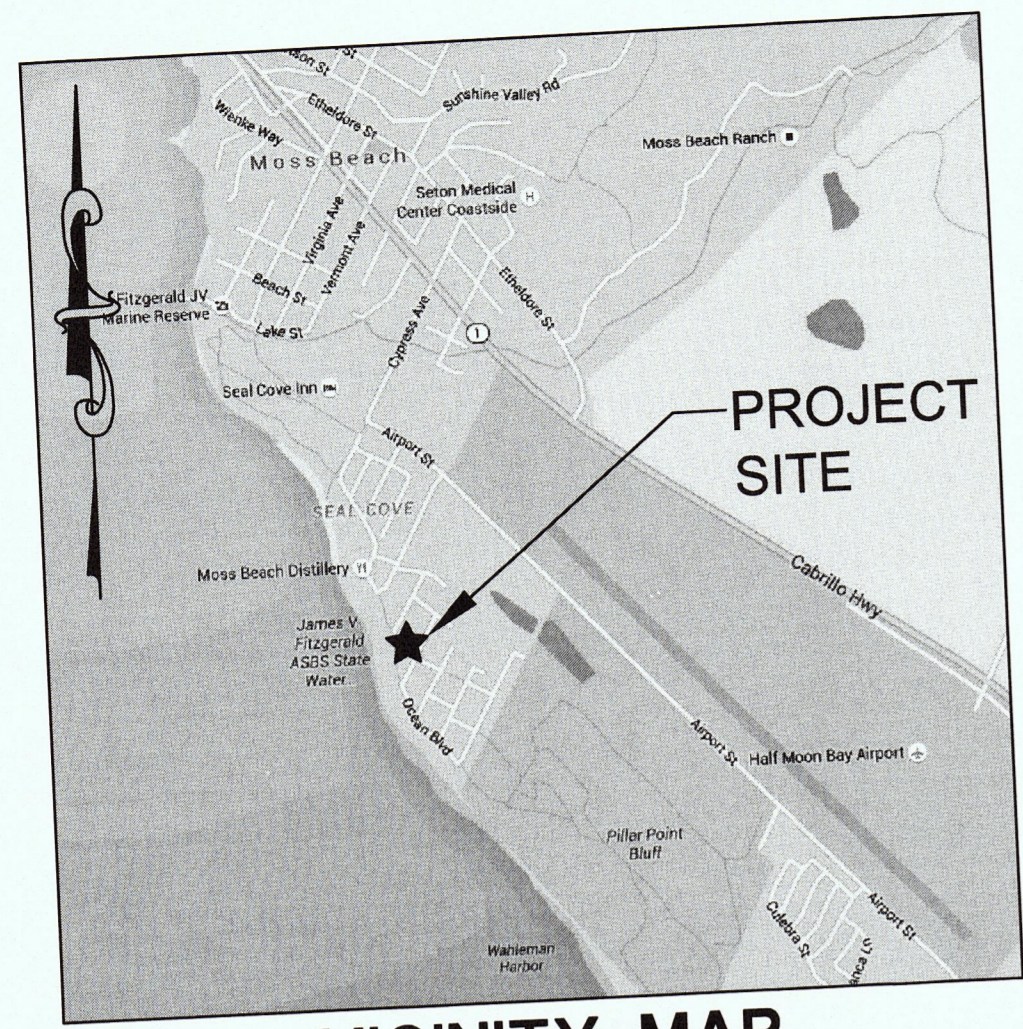 St
Etheldore St
Sunshine Valley Rd
Wienke Way
Moss Beach
Moss Beach Ranch
Seton Medical
Center Coastside
H
Virginia Ave
Vermont Ave
Beach St
Etheldore St
Fitzgerald JV
Marine Reserve
Lake St
Cypress Ave
1
Seal Cove Inn
PROJECT
SITE
Airport St
SEAL COVE
Moss Beach Distillery
Cabrillo Hwy
James V
Fitzgerald
ASBS State
Water...
Ocean Blvd
Airport St
Half Moon Bay Airport
Pillar Point
Bluff
Culebra St
Airport St
Wahleman
Harbor
VICINITY MAP